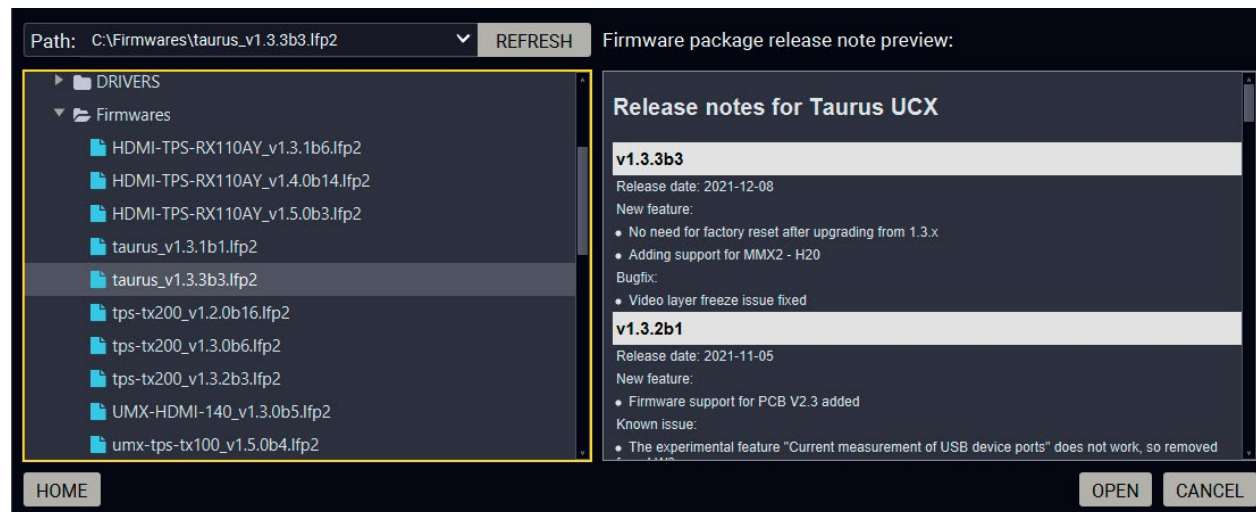 Path: C:\Firmwares\taurus_v1.3.3b3.lfp2 REFRESH
DRIVERS
Firmwares
HDMI-TPS-RX110AY_v1.3.1b6.lfp2
HDMI-TPS-RX110AY_v1.4.0b14.lfp2
HDMI-TPS-RX110AY_v1.5.0b3.lfp2
taurus_v1.3.1b1.lfp2
taurus_v1.3.3b3.lfp2
tps-tx200_v1.2.0b16.lfp2
tps-tx200_v1.3.0b6.lfp2
tps-tx200_v1.3.2b3.lfp2
UMX-HDMI-140_v1.3.0b5.lfp2
umx-tps-tx100_v1.5.0b4.lfp2
HOME
Firmware package release note preview:
Release notes for Taurus UCX
v1.3.3b3
Release date: 2021-12-08
New feature:
• No need for factory reset after upgrading from 1.3.x
• Adding support for MMX2 - H20
Bugfix:
• Video layer freeze issue fixed
v1.3.2b1
Release date: 2021-11-05
New feature:
• Firmware support for PCB V2.3 added
Known issue:
• The experimental feature "Current measurement of USB device ports" does not work, so removed
OPEN CANCEL